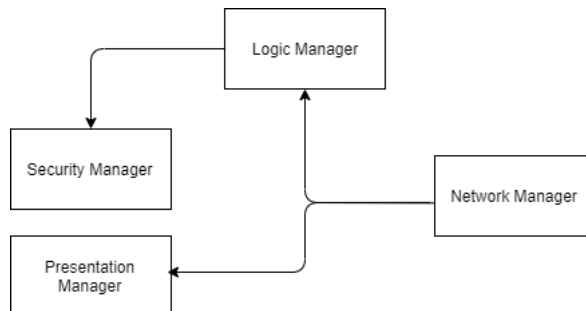 Logic Manager
Security Manager
Network Manager
Presentation
Manager